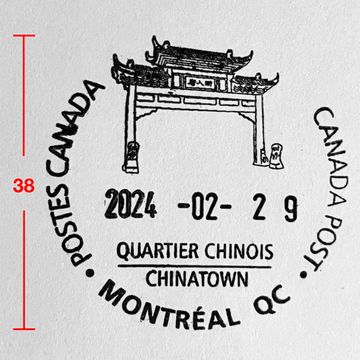 38
POSTES CANADA
CANADA POST
2024 -02- 29
QUARTIER CHINOIS
CHINATOWN
• MONTRÉAL QC •